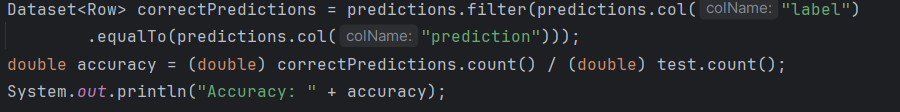 Dataset<Row> correctPredictions = predictions.filter(predictions.col( colName: "label")
.equalTo(predictions.col( colName: "prediction")));
double accuracy = (double) correctPredictions.count() / (double) test.count();
System.out.println("Accuracy: " + accuracy);